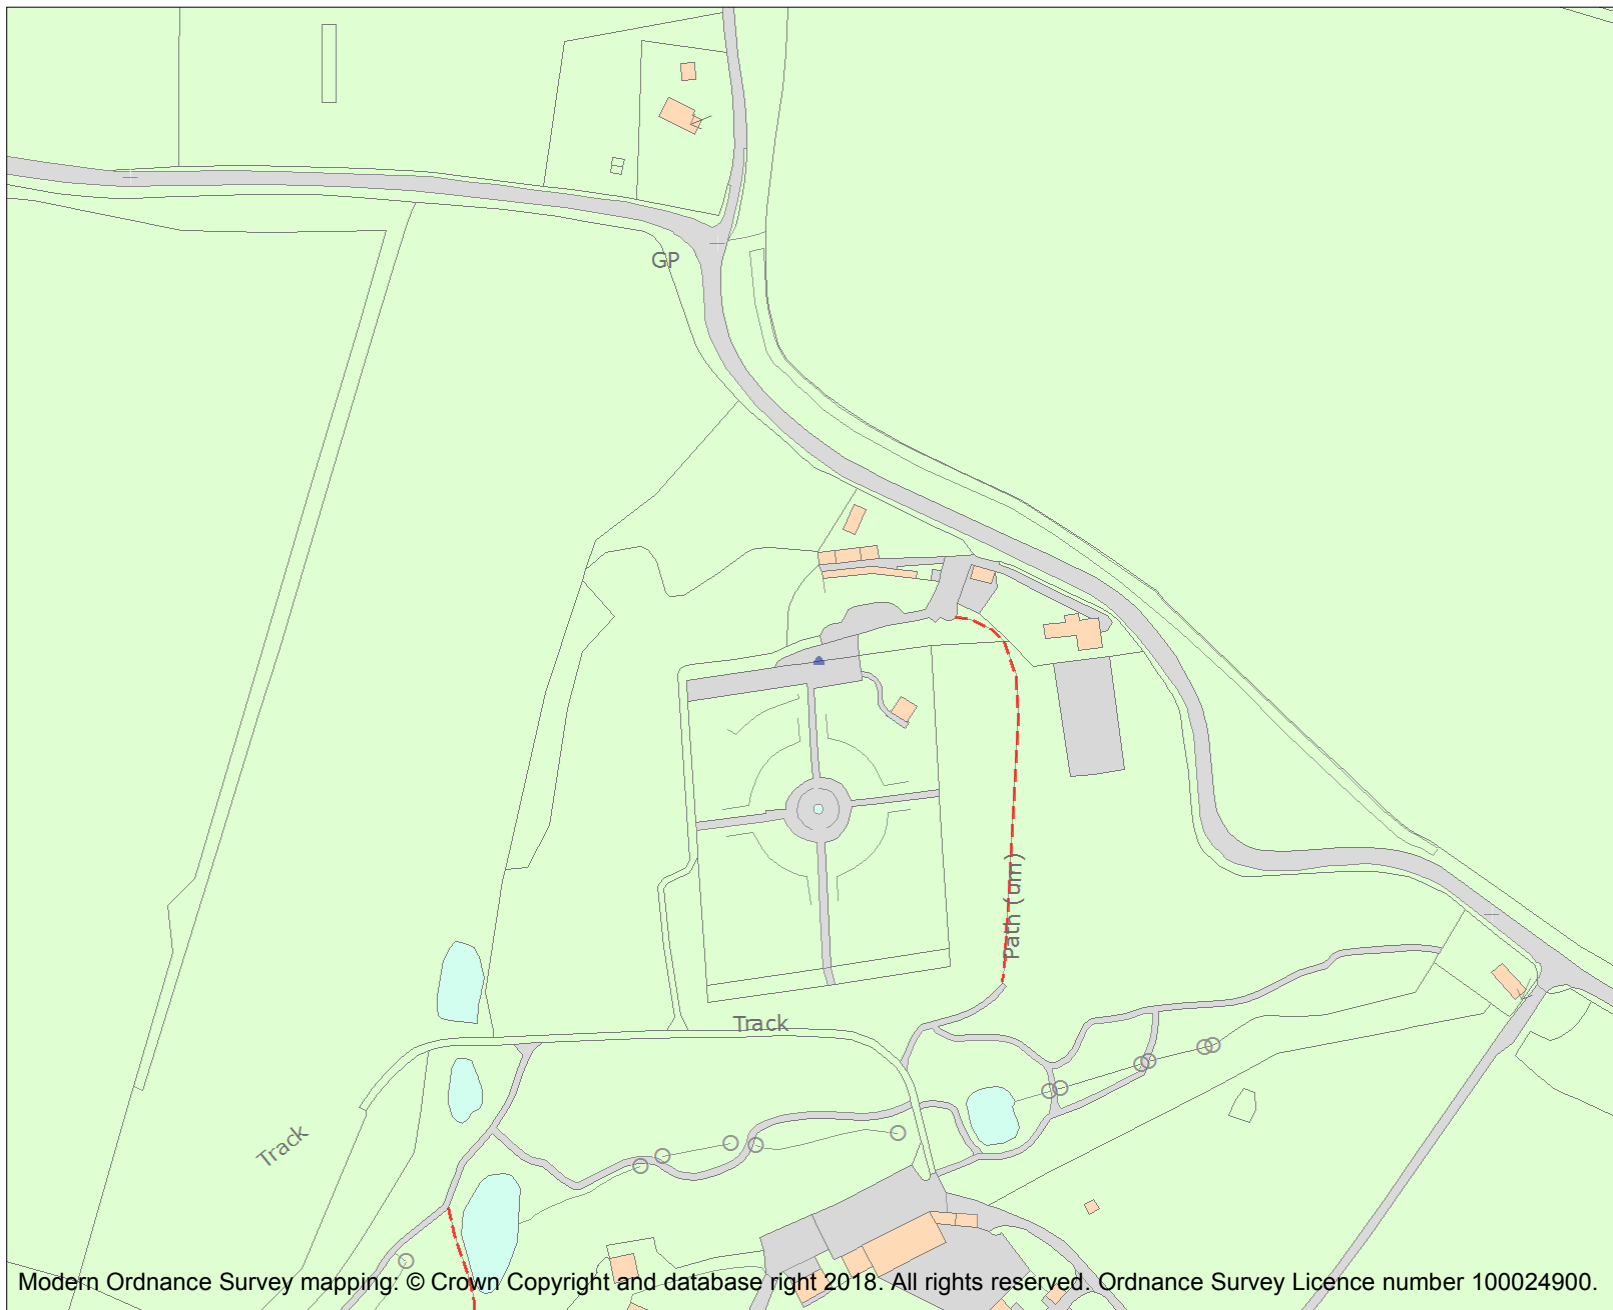 GP
Path (um)
Track
Track
Modern Ordnance Survey mapping: © Crown Copyright and database right 2018. All rights reserved. Ordnance Survey Licence number 100024900.